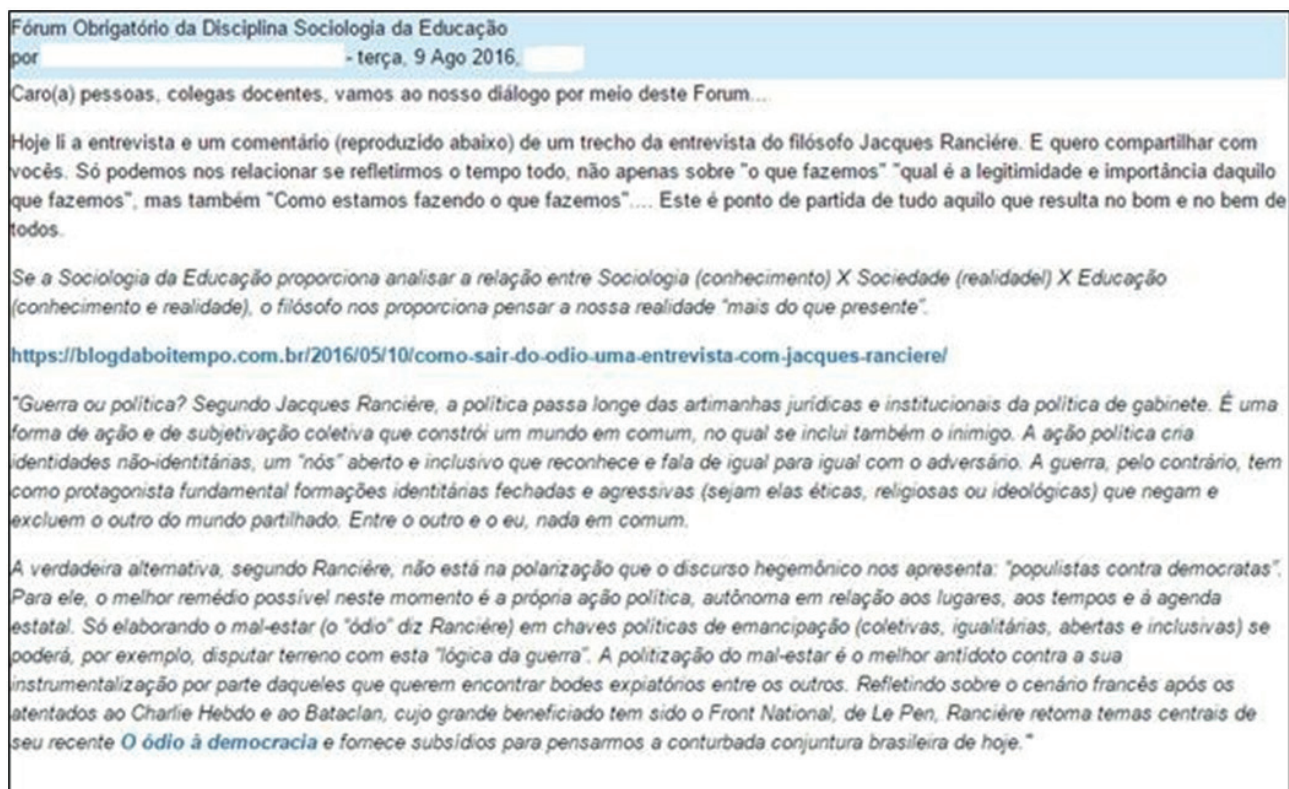 Fórum Obrigatório da Disciplina Sociologia da Educação
por - terça, 9 Ago 2016,
Caro(a) pessoas, colegas docentes, vamos ao nosso diálogo por meio deste Forum...
Hoje li a entrevista e um comentário (reproduzido abaixo) de um trecho da entrevista do filósofo Jacques Ranciére. E quero compartilhar com
vocês. Só podemos nos relacionar se refletirmos o tempo todo, não apenas sobre "o que fazemos" "qual é a legitimidade e importância daquilo
que fazemos", mas também "Como estamos fazendo o que fazemos".... Este é ponto de partida de tudo aquilo que resulta no bom e no bem de
todos.
Se a Sociologia da Educação proporciona analisar a relação entre Sociologia (conhecimento) X Sociedade (realidadel) X Educação
(conhecimento e realidade), o filósofo nos proporciona pensar a nossa realidade "mais do que presente".
https://blogdaboitempo.com.br/2016/05/10/como-sair-do-odio-uma-entrevista-com-jacques-ranciere/
"Guerra ou política? Segundo Jacques Ranciére, a política passa longe das artimanhas jurídicas e institucionais da política de gabinete. É uma
forma de ação e de subjetivação coletiva que constrói um mundo em comum, no qual se inclui também o inimigo. A ação política cria
identidades não-identitárias, um "nós" aberto e inclusivo que reconhece e fala de igual para igual com o adversário. A guerra, pelo contrário, tem
como protagonista fundamental formações identitárias fechadas e agressivas (sejam elas éticas, religiosas ou ideológicas) que negam e
excluem o outro do mundo partilhado. Entre o outro e o eu, nada em comum.
A verdadeira alternativa, segundo Ranciére, não está na polarização que o discurso hegemônico nos apresenta: "populistas contra democratas".
Para ele, o melhor remédio possível neste momento é a própria ação política, autônoma em relação aos lugares, aos tempos e à agenda
estatal. Só elaborando o mal-estar (o "ódio" diz Ranciére) em chaves políticas de emancipação (coletivas, igualitárias, abertas e inclusivas) se
poderá, por exemplo, disputar terreno com esta "lógica da guerra". A politização do mal-estar é o melhor antídoto contra a sua
instrumentalização por parte daqueles que querem encontrar bodes expiatórios entre os outros. Refletindo sobre o cenário francês após os
atentados ao Charlie Hebdo e ao Bataclan, cujo grande beneficiado tem sido o Front National, de Le Pen, Ranciére retoma temas centrais de
seu recente O ódio à democracia e fornece subsídios para pensarmos a conturbada conjuntura brasileira de hoje."